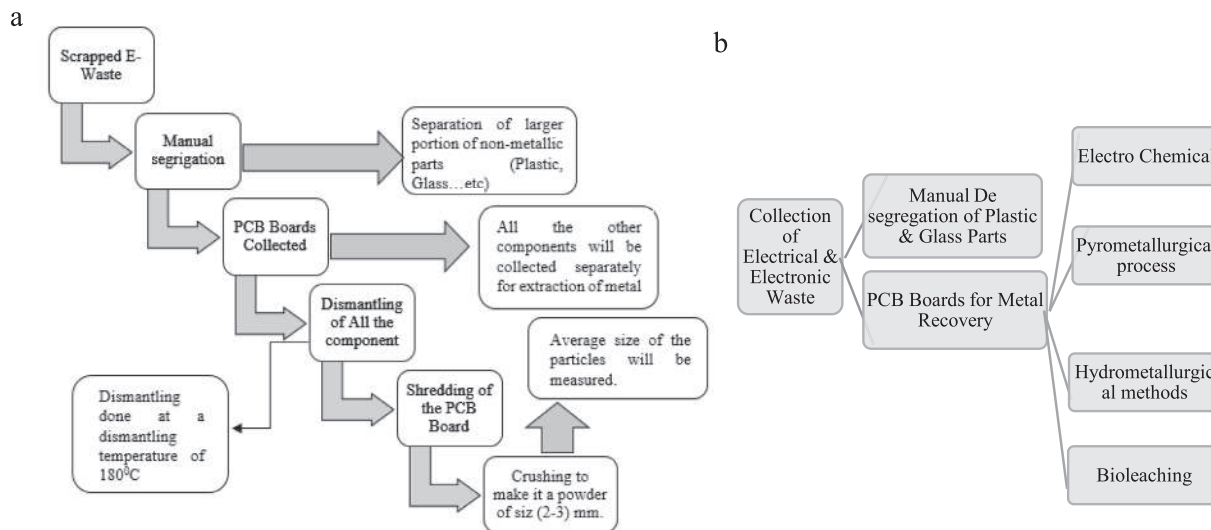 a
Scrapped E-
Waste
Manual
segrigation
Separation of larger
portion of non-metallic
parts (Plastic,
Glass…etc)
PCB Boards
Collected
All the other
components will be
collected separately
for extraction of metal
Dismantling
of All the
component
Dismantling
done at a
dismantling
temperature of
180⁰C
Shredding of
the PCB
Board
Average size of the
particles will be
measured.
Crushing to
make it a powder
of siz (2-3) mm.
b
Collection
of
Electrical &
Electronic
Waste
Manual De
segregation of Plastic
& Glass Parts
PCB Boards for Metal
Recovery
Electro Chemical
Pyrometallurgical
process
Hydrometallurgic
al methods
Bioleaching